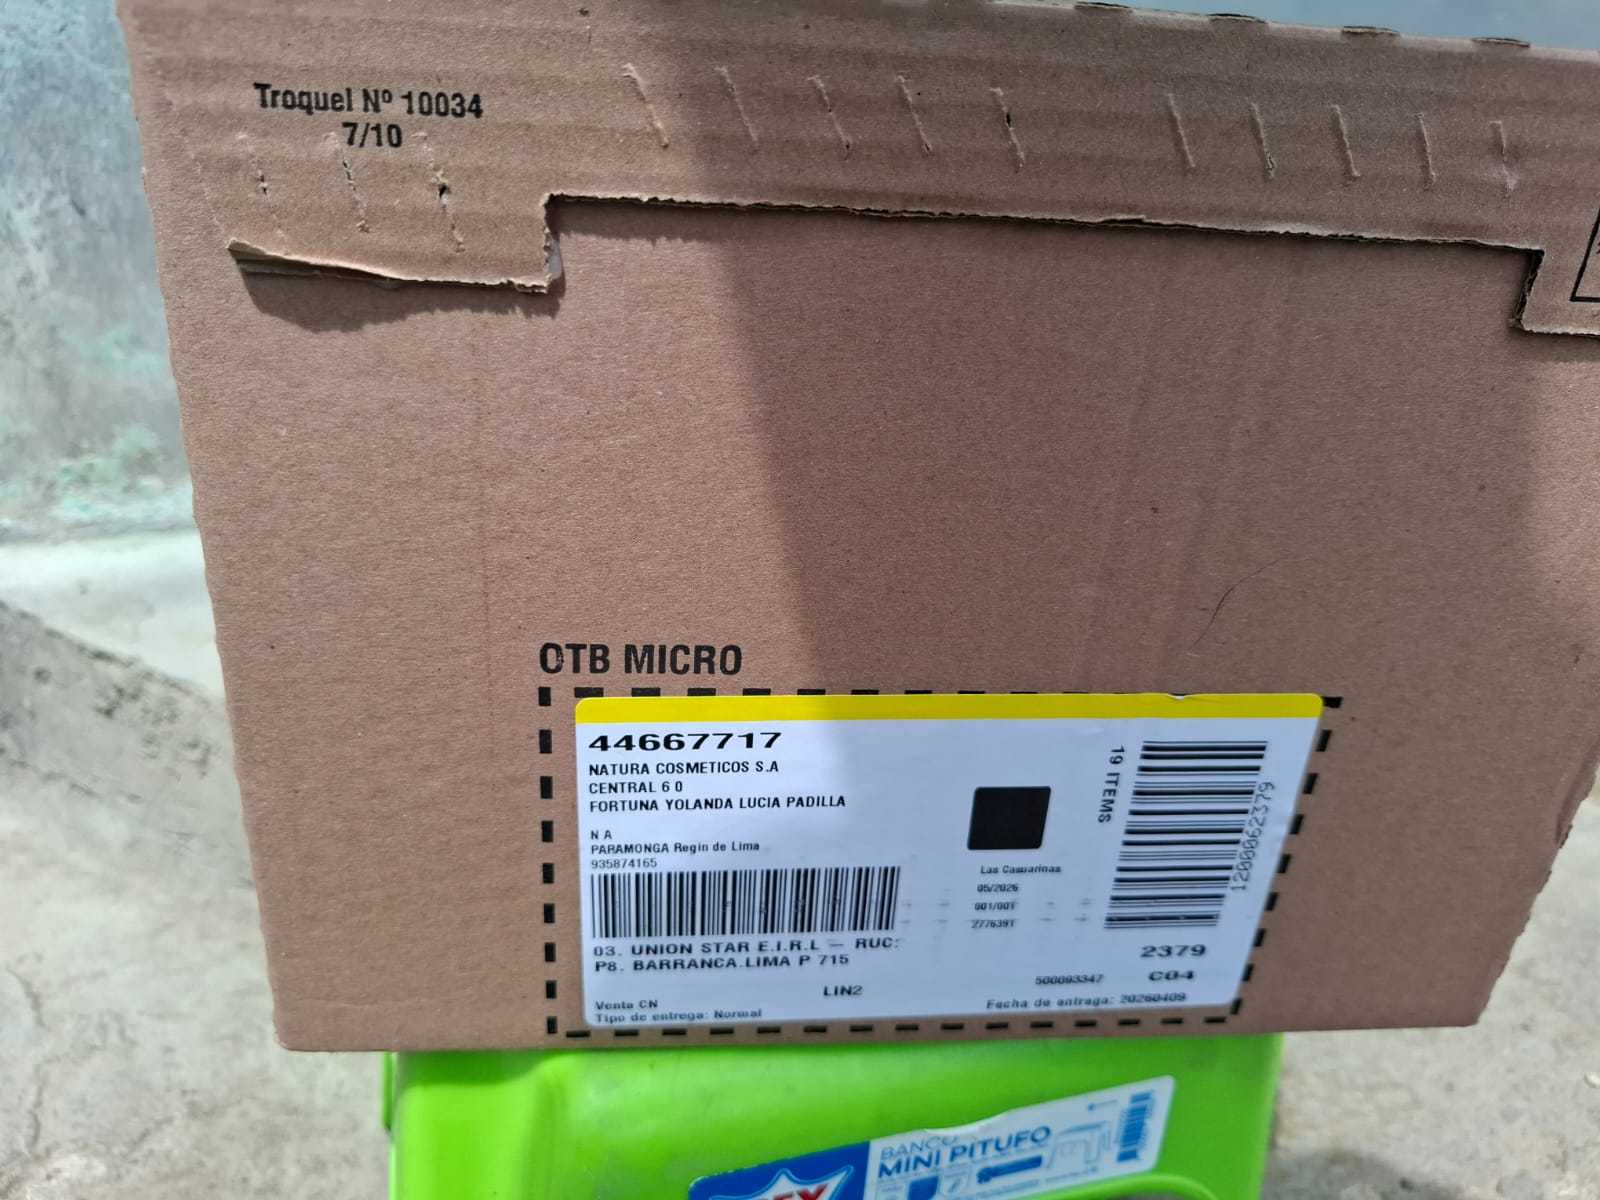 Troquel Nº 10034
7/10
OTB MICRO
44667717
NATURA COSMETICOS S.A
CENTRAL 6 0
FORTUNA YOLANDA LUCIA PADILLA
N A
PARAMONGA Regin de Lima
935874165
19 ITEMS
1200062379
Las Casuarinas
05/2026
001/001
2776391
03. UNION STAR E.I.R.L – RUC:
P8. BARRANCA.LIMA P 715
2379
LIN2
500093347
C04
Venta CN
Tipo de entrega: Normal
Fecha de entrega: 20260409
BANCO
MINI PITUFO